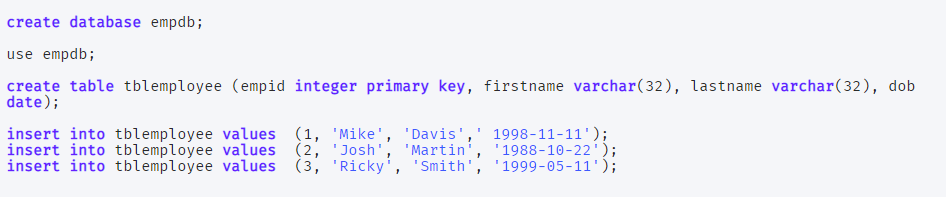 create database empdb;
use empdb;
create table tblemployee (empid integer primary key, firstname varchar(32), lastname varchar(32), dob
date);
insert into tblemployee values  (1, 'Mike', 'Davis',' 1998-11-11');
insert into tblemployee values  (2, 'Josh', 'Martin', '1988-10-22');
insert into tblemployee values  (3, 'Ricky', 'Smith', '1999-05-11');